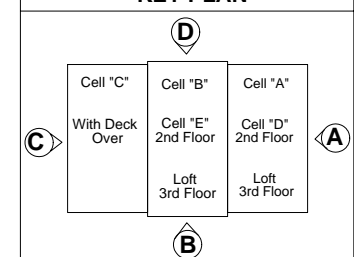 KEY PLAN
D
Cell "C"
Cell "B"
Cell "A"
With Deck
Over
Cell "E"
2nd Floor
Cell "D"
2nd Floor
C
A
Loft
3rd Floor
Loft
3rd Floor
B